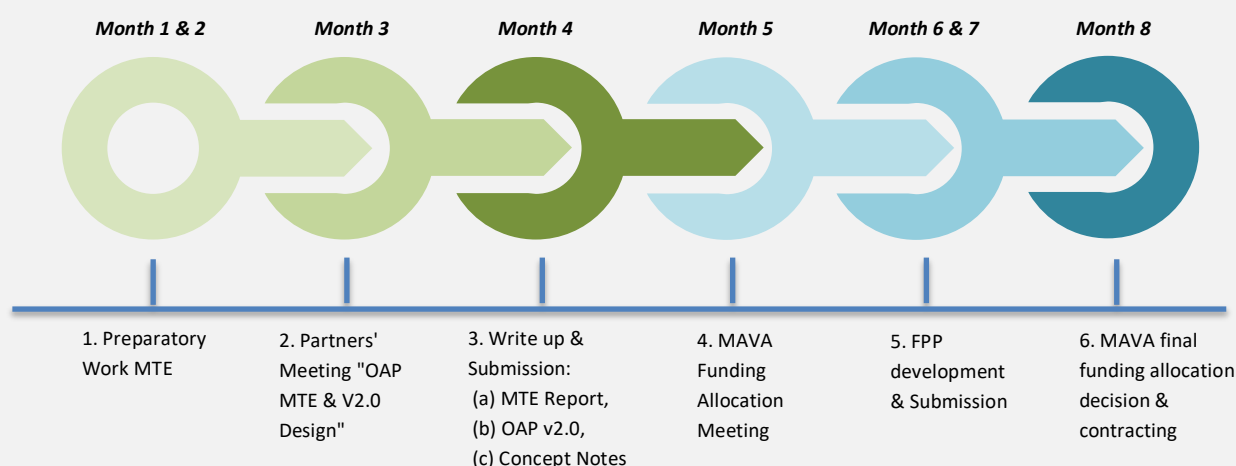 Month 1 & 2
Month 3
Month 4
Month 5
Month 6 & 7
Month 8
1. Preparatory
Work MTE
2. Partners'
Meeting "OAP
MTE & V2.0
Design"
3. Write up &
Submission:
(a) MTE Report,
(b) OAP v2.0,
(c) Concept Notes
4. MAVA
Funding
Allocation
Meeting
5. FPP
development
& Submission
6. MAVA final
funding allocation
decision &
contracting